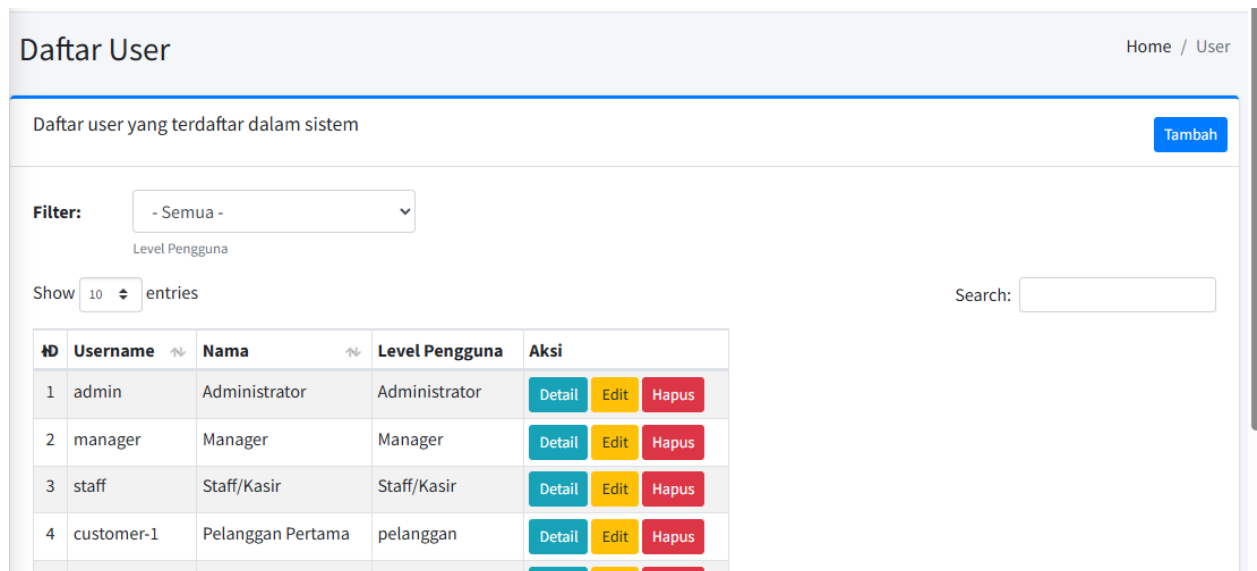 Daftar User
Home / User
Daftar user yang terdaftar dalam sistem
Tambah
Filter:
- Semua -
Level Pengguna
Show 10 entries
Search:
ID Username Nama Level Pengguna Aksi
1 admin Administrator Administrator Detail Edit Hapus
2 manager Manager Manager Detail Edit Hapus
3 staff Staff/Kasir Staff/Kasir Detail Edit Hapus
4 customer-1 Pelanggan Pertama pelanggan Detail Edit Hapus